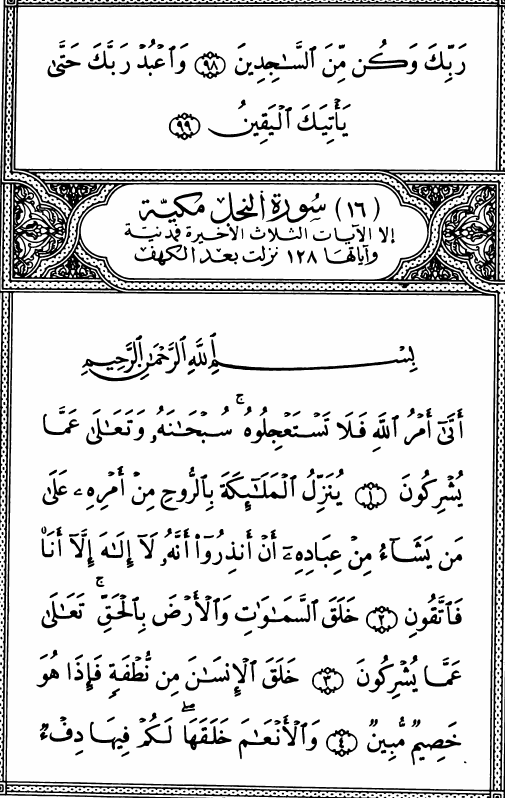 رَبِّكَ وَكُن مِّنَ ٱلسَّـٰجِدِينَ ٩٨ وَٱعۡبُدۡ رَبَّكَ حَتَّىٰ
يَأۡتِيَكَ ٱلۡيَقِينُ ٩٩
(١٦) سُورَة النحل مَكيّة
إلا الآيات الثلاث الأخيرة فمدنية
وآياتها ١٢٨ نزلت بعد الكهف
بِسۡمِ ٱللَّهِ ٱلرَّحۡمَـٰنِ ٱلرَّحِيمِ
أَتَىٰٓ أَمۡرُ ٱللَّهِ فَلَا تَسۡتَعۡجِلُوهُۚ سُبۡحَـٰنَهُۥ وَتَعَـٰلَىٰ عَمَّا
يُشۡرِكُونَ ١ يُنَزِّلُ ٱلۡمَلَـٰٓئِكَةَ بِٱلرُّوحِ مِنۡ أَمۡرِهِۦ عَلَىٰ
مَن يَشَآءُ مِنۡ عِبَادِهِۦٓ أَنۡ أَنذِرُوٓاْ أَنَّهُۥ لَآ إِلَـٰهَ إِلَّآ أَنَا۠
فَٱتَّقُونِ ٢ خَلَقَ ٱلسَّمَـٰوَٰتِ وَٱلۡأَرۡضَ بِٱلۡحَقِّۚ تَعَـٰلَىٰ
عَمَّا يُشۡرِكُونَ ٣ خَلَقَ ٱلۡإِنسَـٰنَ مِن نُّطۡفَةٖ فَإِذَا هُوَ
خَصِيمٞ مُّبِينٞ ٤ وَٱلۡأَنۡعَـٰمَ خَلَقَهَاۖ لَكُمۡ فِيهَا دِفۡءٞ